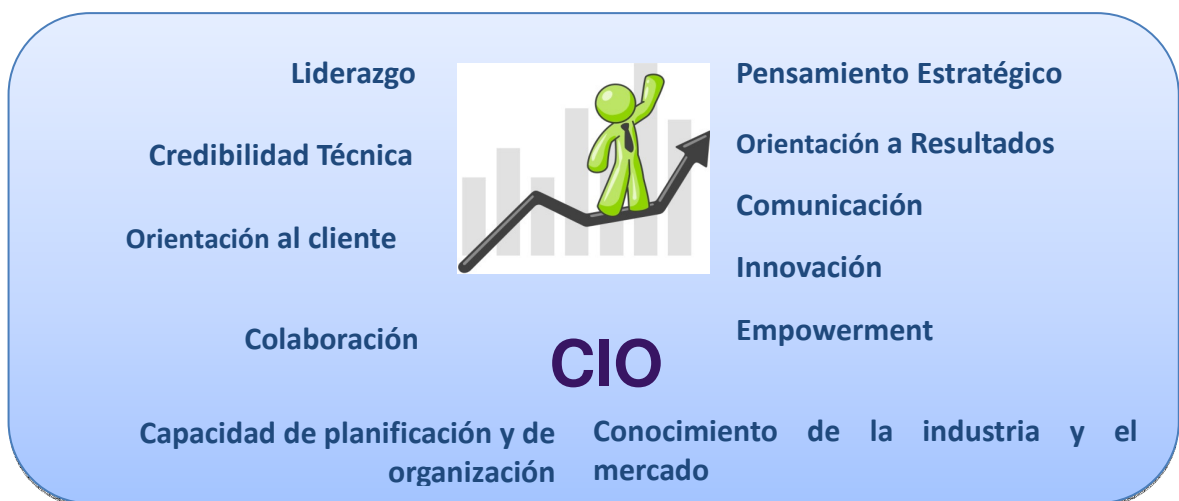 Liderazgo
Credibilidad Técnica
Orientación al cliente
Colaboración
Pensamiento Estratégico
Orientación a Resultados
Comunicación
Innovación
Empowerment
CIO
Capacidad de planificación y de
organización
Conocimiento de la industria y el
mercado